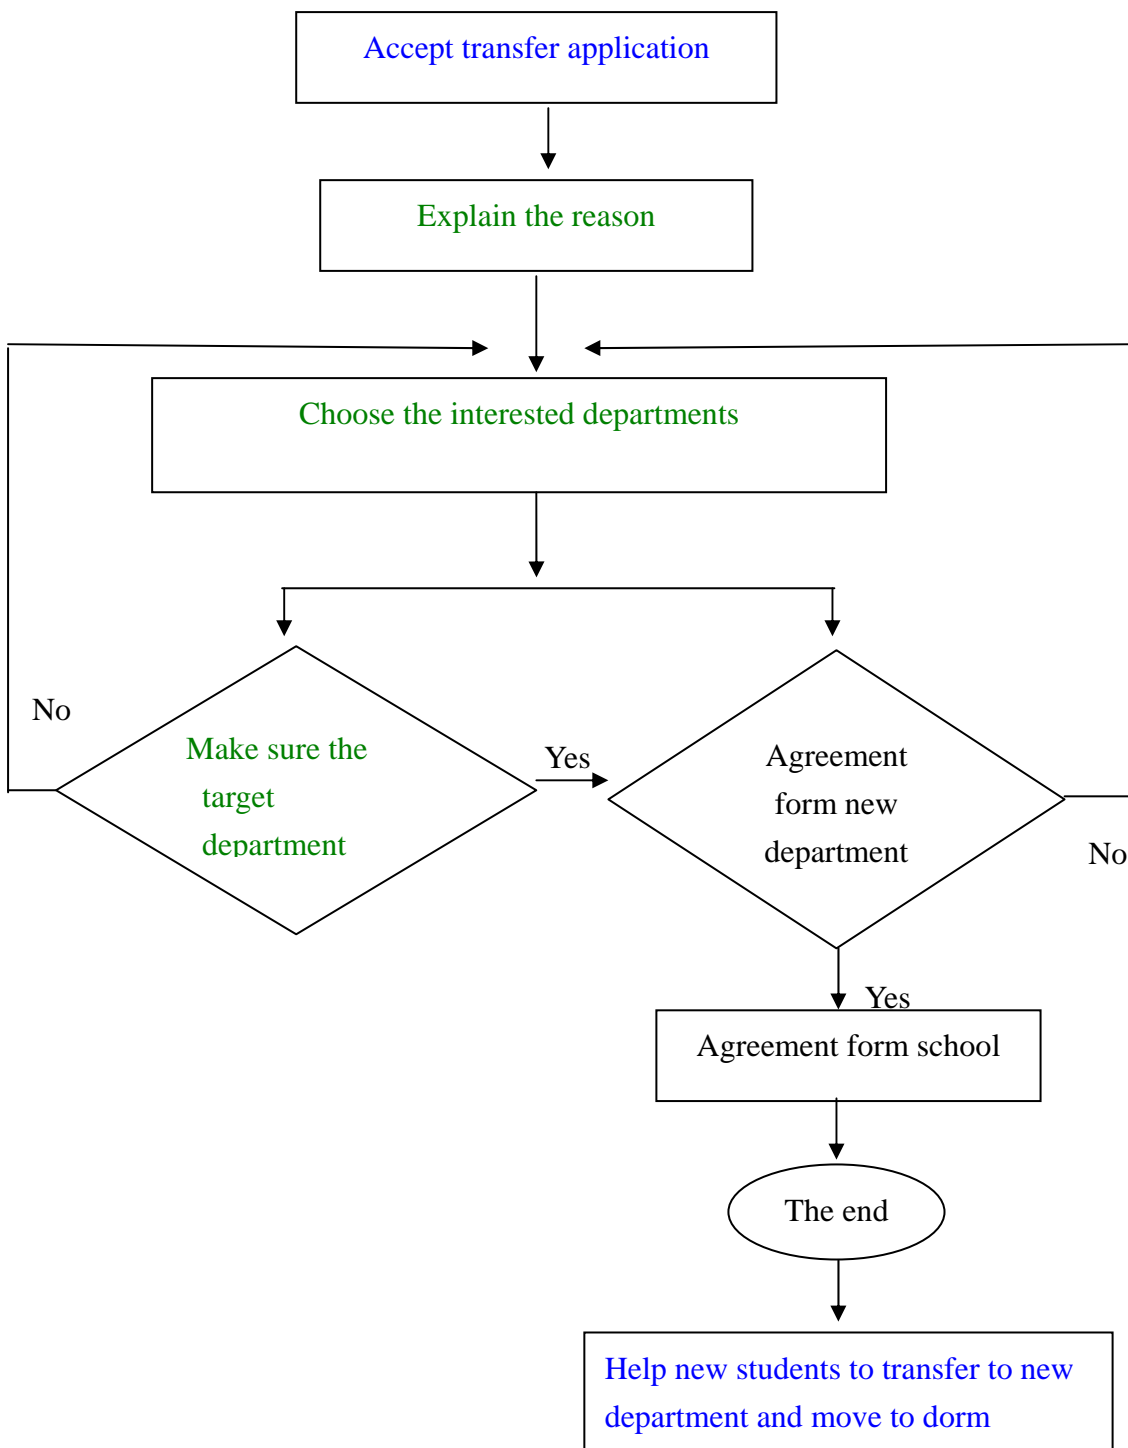 Accept transfer application
Explain the reason
Choose the interested departments
No
Make sure the
target
department
Yes
Agreement
form new
department
No
Yes
Agreement form school
The end
Help new students to transfer to new
department and move to dorm